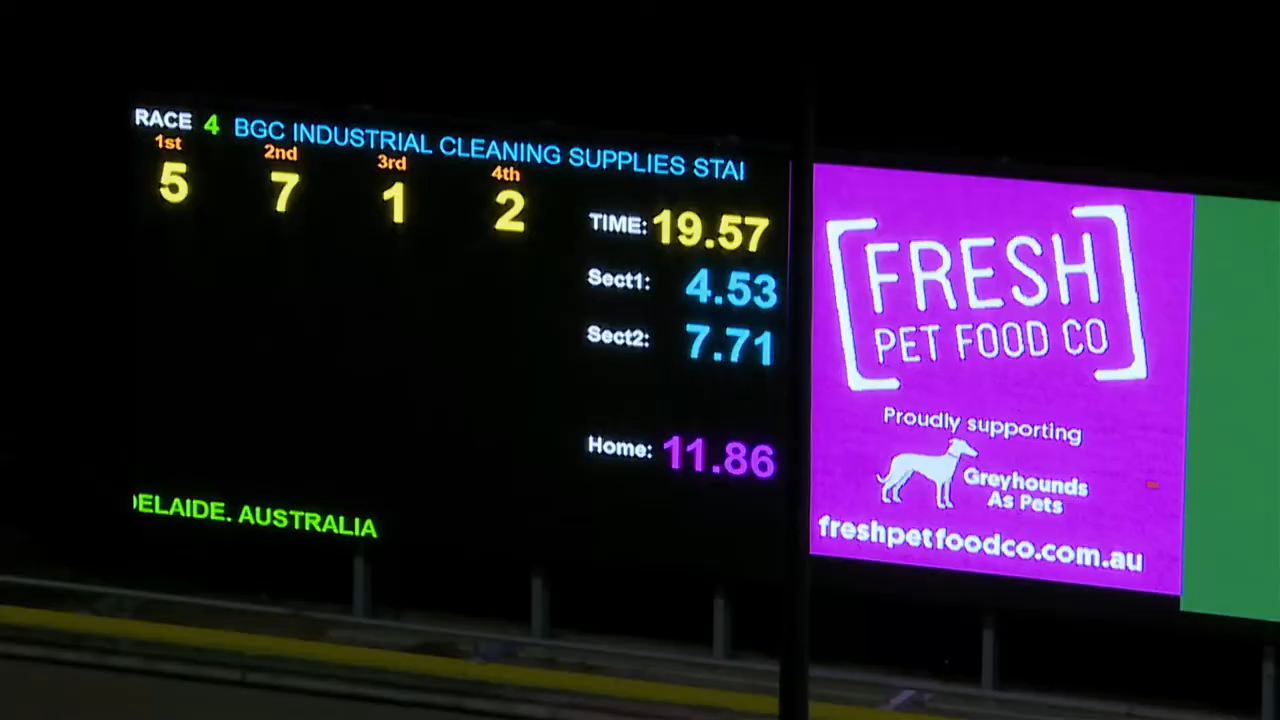 RACE 4 BGC INDUSTRIAL CLEANING SUPPLIES STAI
1st 2nd 3rd 4th
5 7 1 2
TIME: 19.57
Sect1: 4.53
Sect2: 7.71
Home: 11.86
DELAIDE. AUSTRALIA
[FRESH
PET FOOD CO]
Proudly supporting
Greyhounds
As Pets
freshpetfoodco.com.au